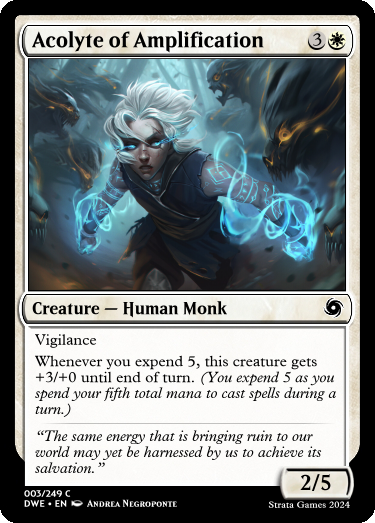 Acolyte of Amplification 3
Creature — Human Monk
Vigilance
Whenever you expend 5, this creature gets
+3/+0 until end of turn. (You expend 5 as you
spend your fifth total mana to cast spells during a
turn.)
“The same energy that is bringing ruin to our
world may yet be harnessed by us to achieve its
salvation.”
2/5
003/249 C
DWE • EN Andrea Negroponte
Strata Games 2024